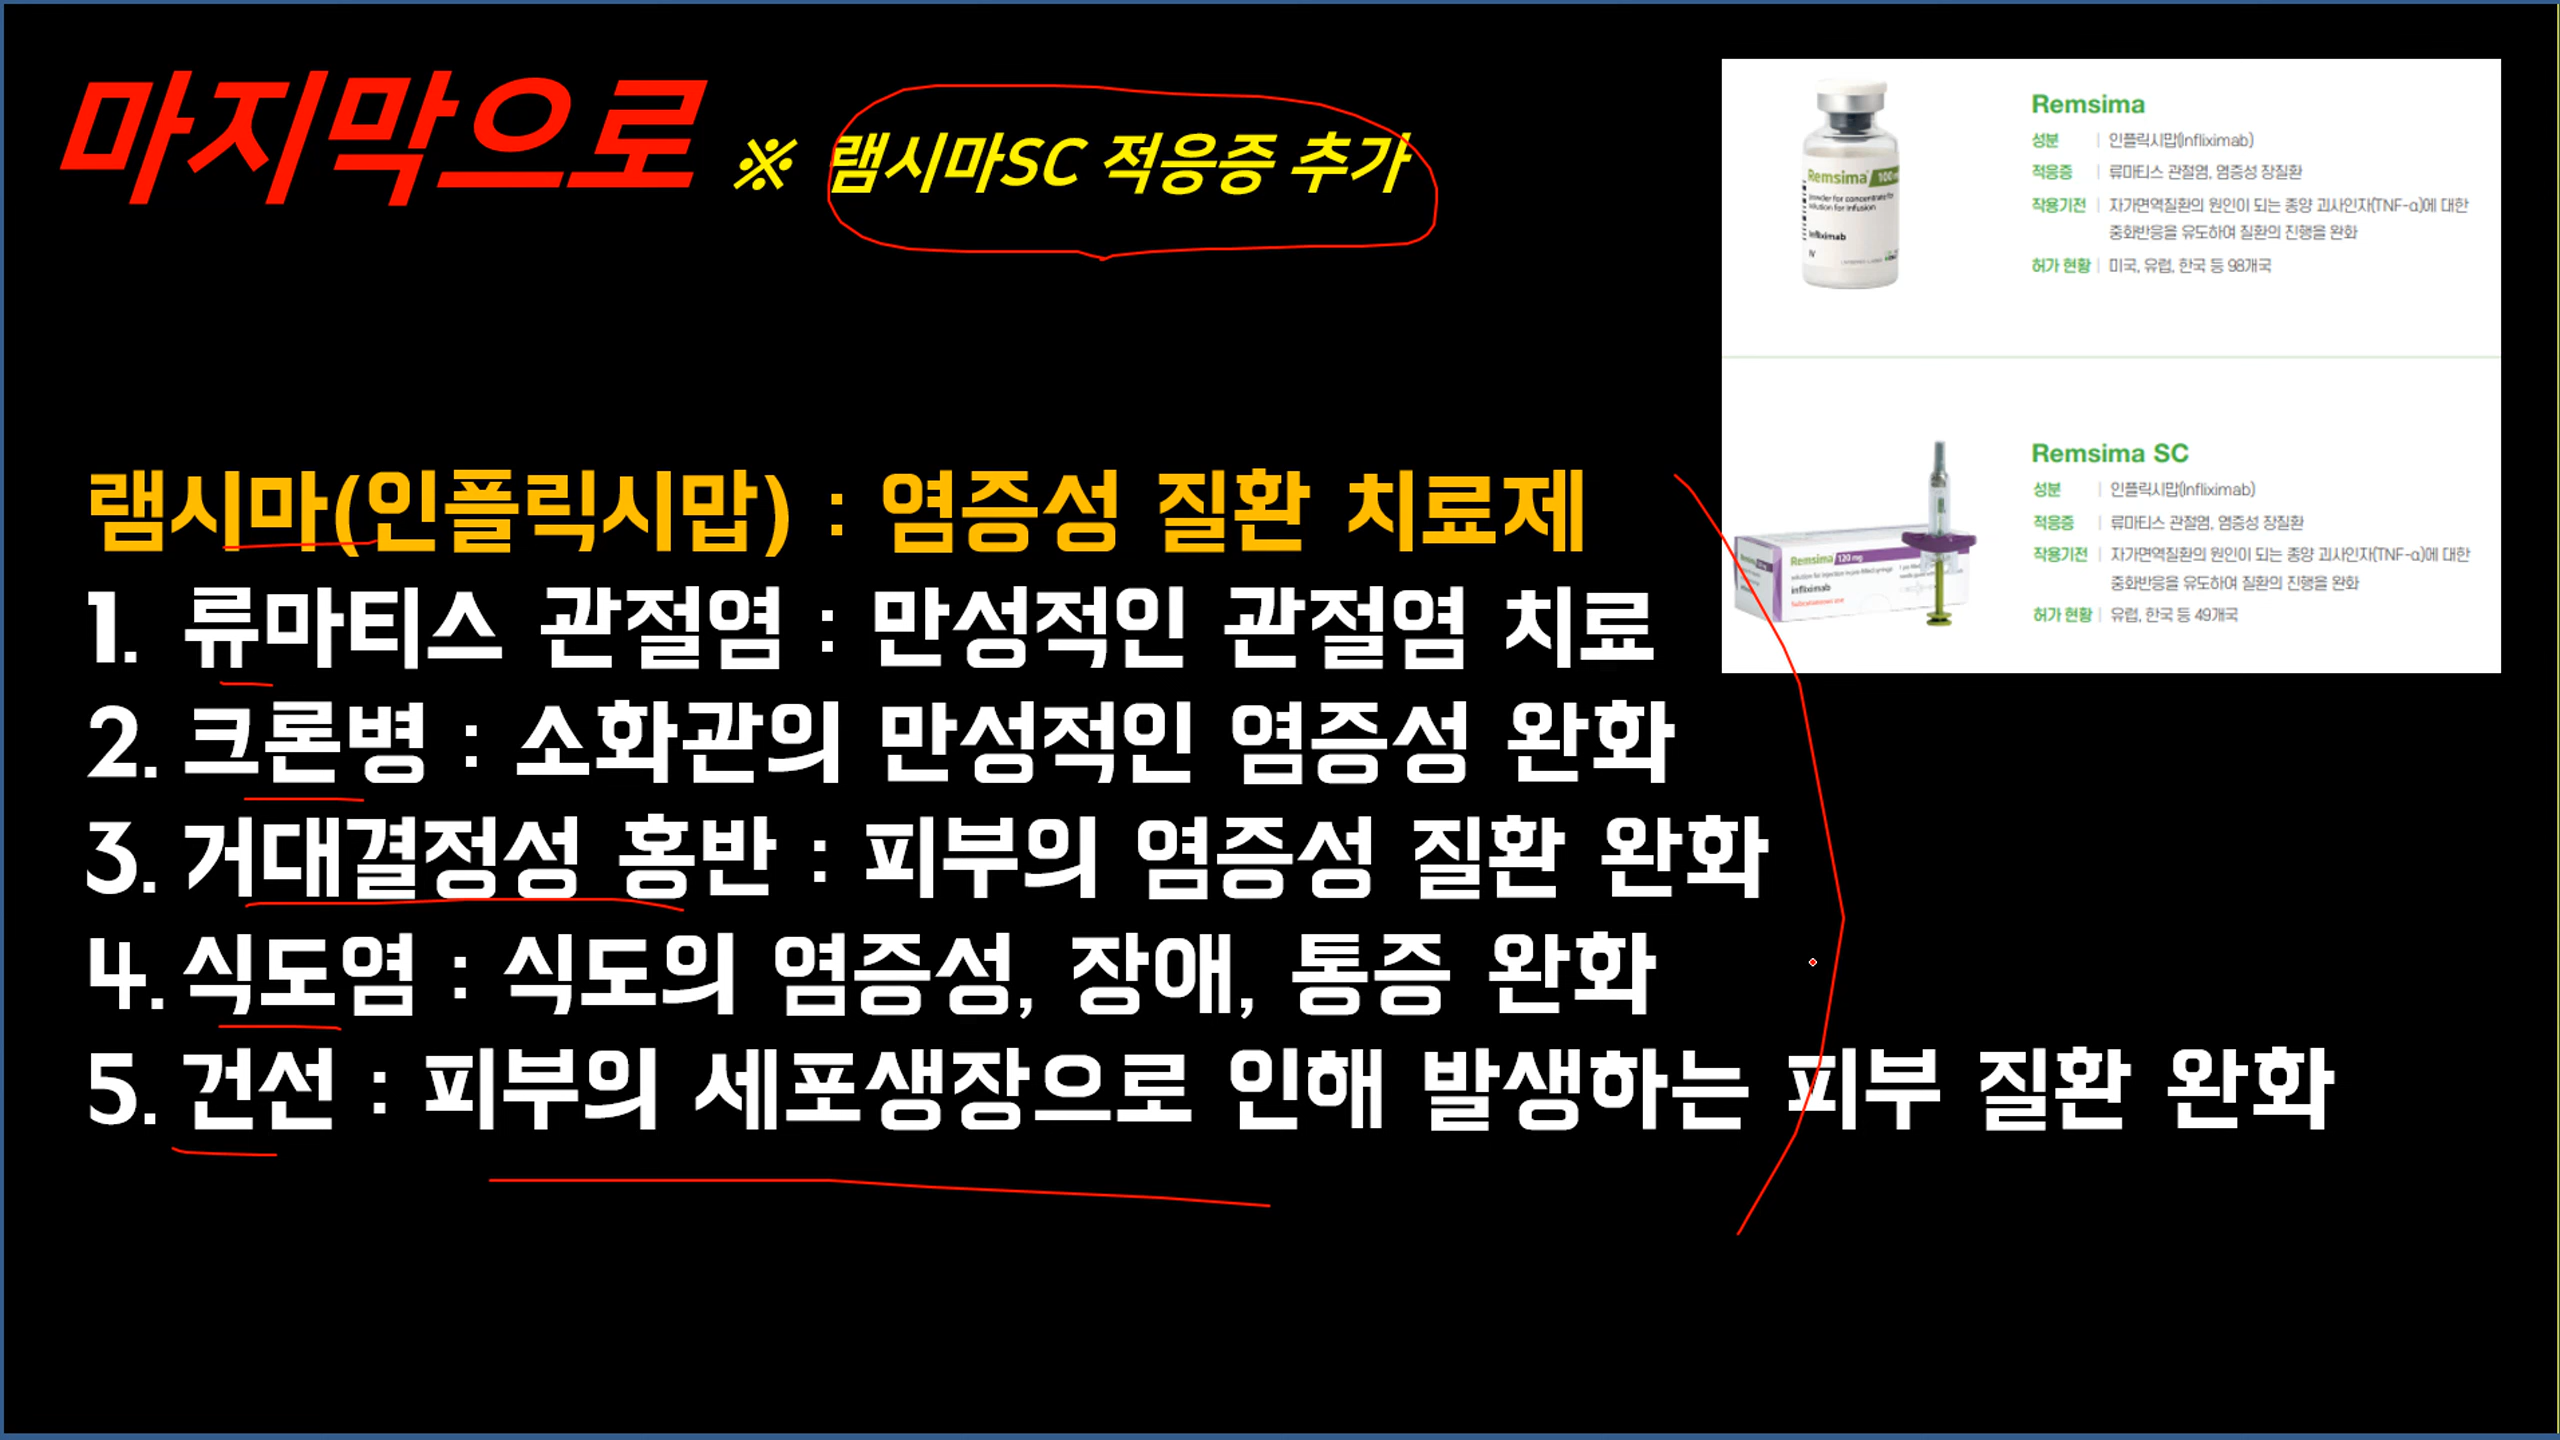 마지막으로 ※ 램시마SC 적응증 추가
Remsima
성분 | 인플릭시맙(Infliximab)
적응증 | 류마티스 관절염, 염증성 장질환
작용기전 | 자가면역질환의 원인이 되는 종양 괴사인자(TNF-α)에 대한
중화반응을 유도하여 질환의 진행을 완화
허가 현황 | 미국, 유럽, 한국 등 98개국
Remsima 100
powder for concentrate for
solution for infusion
Infliximab
IV
Remsima SC
성분 | 인플릭시맙(Infliximab)
적응증 | 류마티스 관절염, 염증성 장질환
작용기전 | 자가면역질환의 원인이 되는 종양 괴사인자(TNF-α)에 대한
중화반응을 유도하여 질환의 진행을 완화
허가 현황 | 유럽, 한국 등 49개국
Remsima 120 mg
infliximab
램시마(인플릭시맙) : 염증성 질환 치료제
1. 류마티스 관절염 : 만성적인 관절염 치료
2. 크론병 : 소화관의 만성적인 염증성 완화
3. 거대결정성 홍반 : 피부의 염증성 질환 완화
4. 식도염 : 식도의 염증성, 장애, 통증 완화
5. 건선 : 피부의 세포생장으로 인해 발생하는 피부 질환 완화